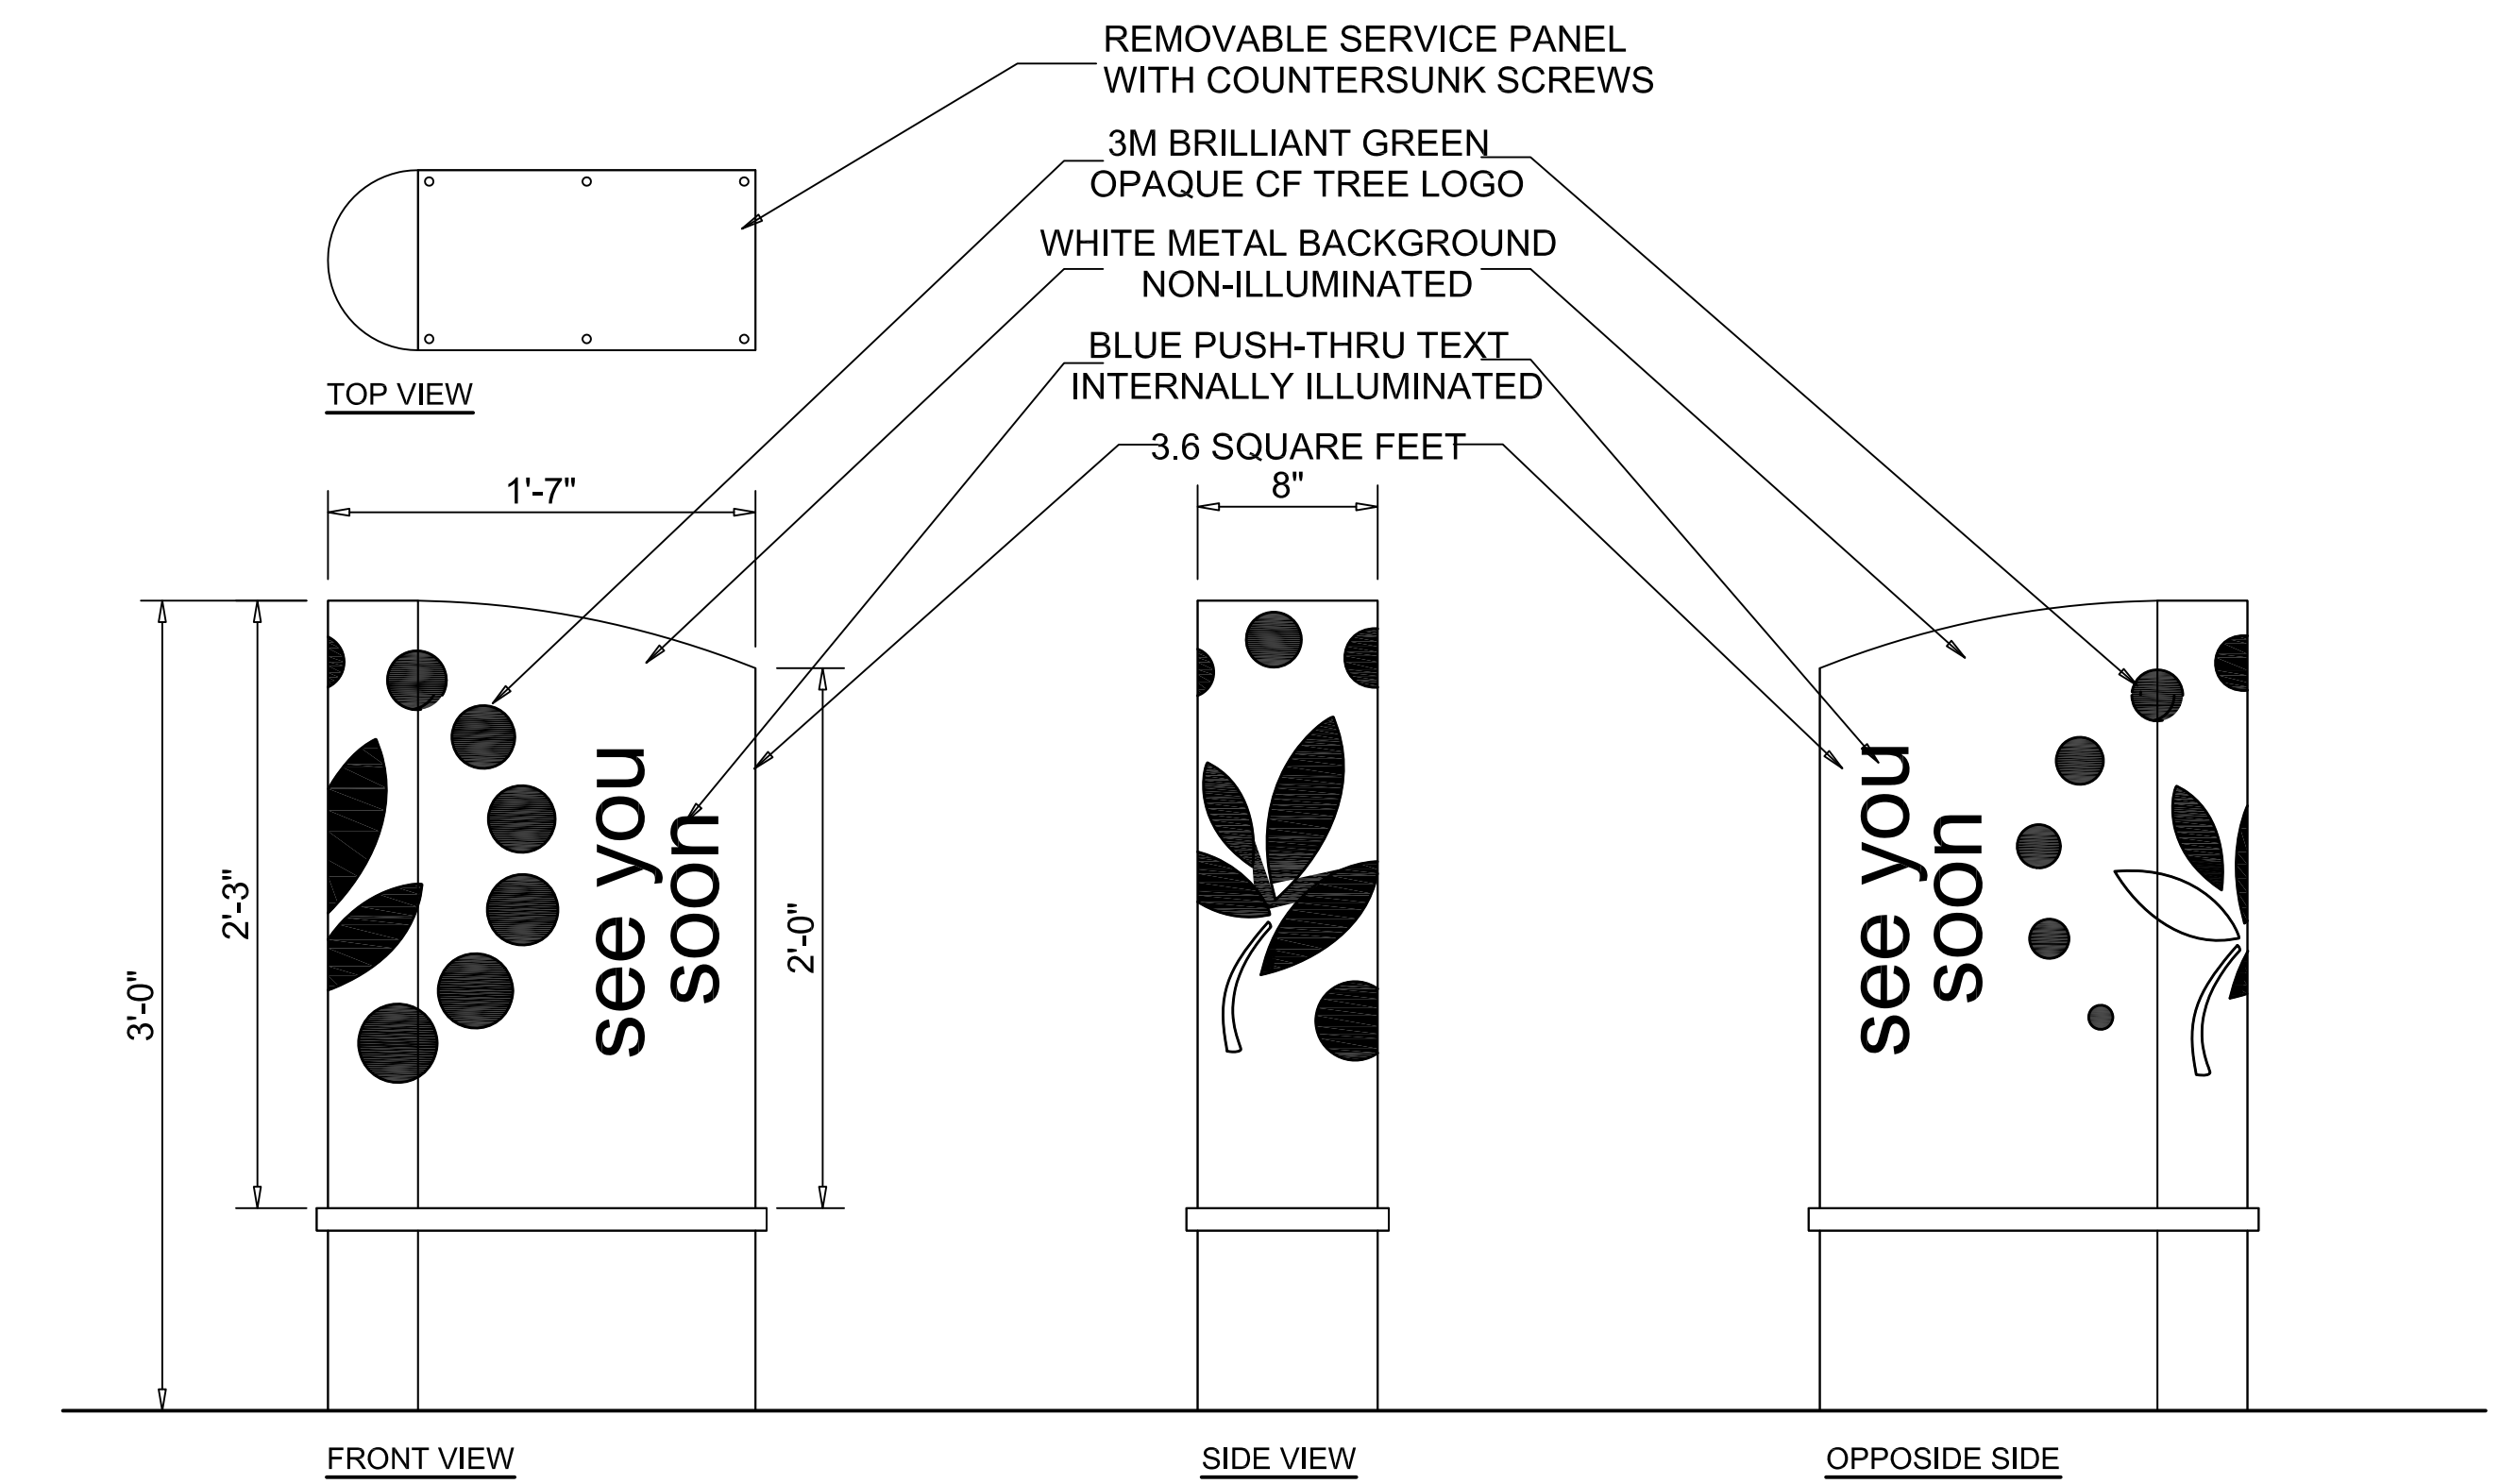 REMOVABLE SERVICE PANEL
WITH COUNTERSUNK SCREWS
3M BRILLIANT GREEN
OPAQUE CF TREE LOGO
WHITE METAL BACKGROUND
NON-ILLUMINATED
BLUE PUSH-THRU TEXT
INTERNALLY ILLUMINATED
3.6 SQUARE FEET
TOP VIEW
1'-7"
8"
3'-0"
2'-3"
see you
soon
2'-0"
see you
soon
FRONT VIEW
SIDE VIEW
OPPOSIDE SIDE